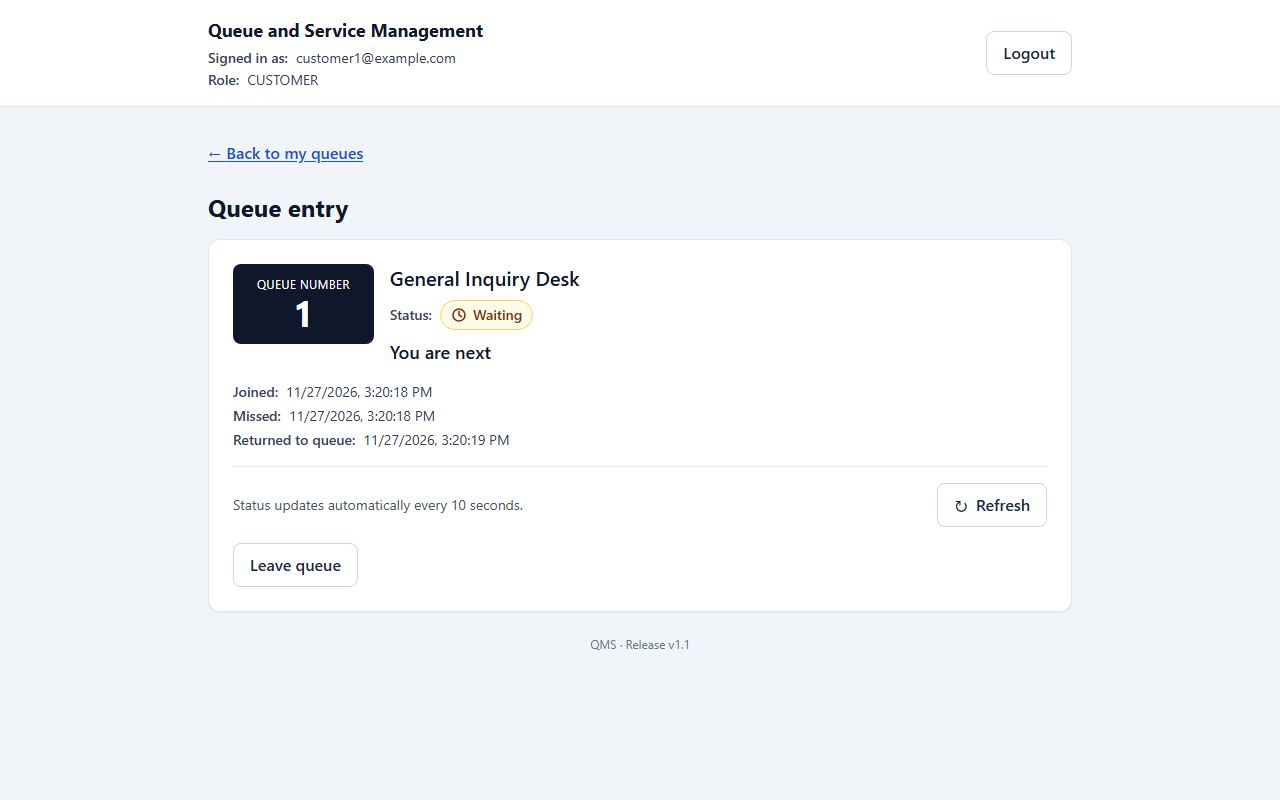 Queue and Service Management
Signed in as: customer1@example.com
Role: CUSTOMER
Logout
← Back to my queues
Queue entry
QUEUE NUMBER
1
General Inquiry Desk
Status: Waiting
You are next
Joined: 11/27/2026, 3:20:18 PM
Missed: 11/27/2026, 3:20:18 PM
Returned to queue: 11/27/2026, 3:20:19 PM
Status updates automatically every 10 seconds.
↻ Refresh
Leave queue
QMS · Release v1.1